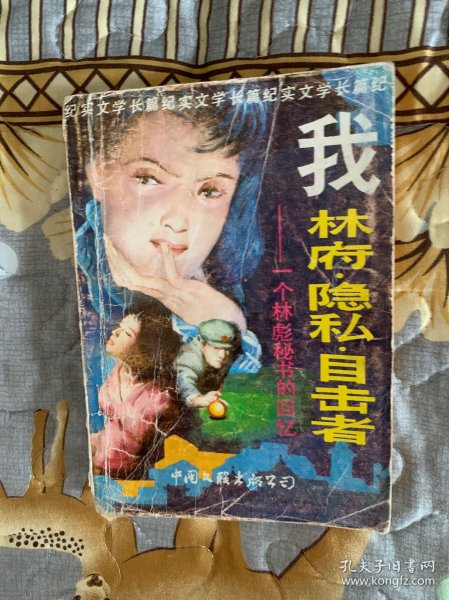 纪实文学长篇纪实文学长篇纪实文学长篇纪
我
林府·隐私·目击者
——一个林彪秘书的回忆
中国文联出版公司
孔夫子旧书网
www.kongfz.com